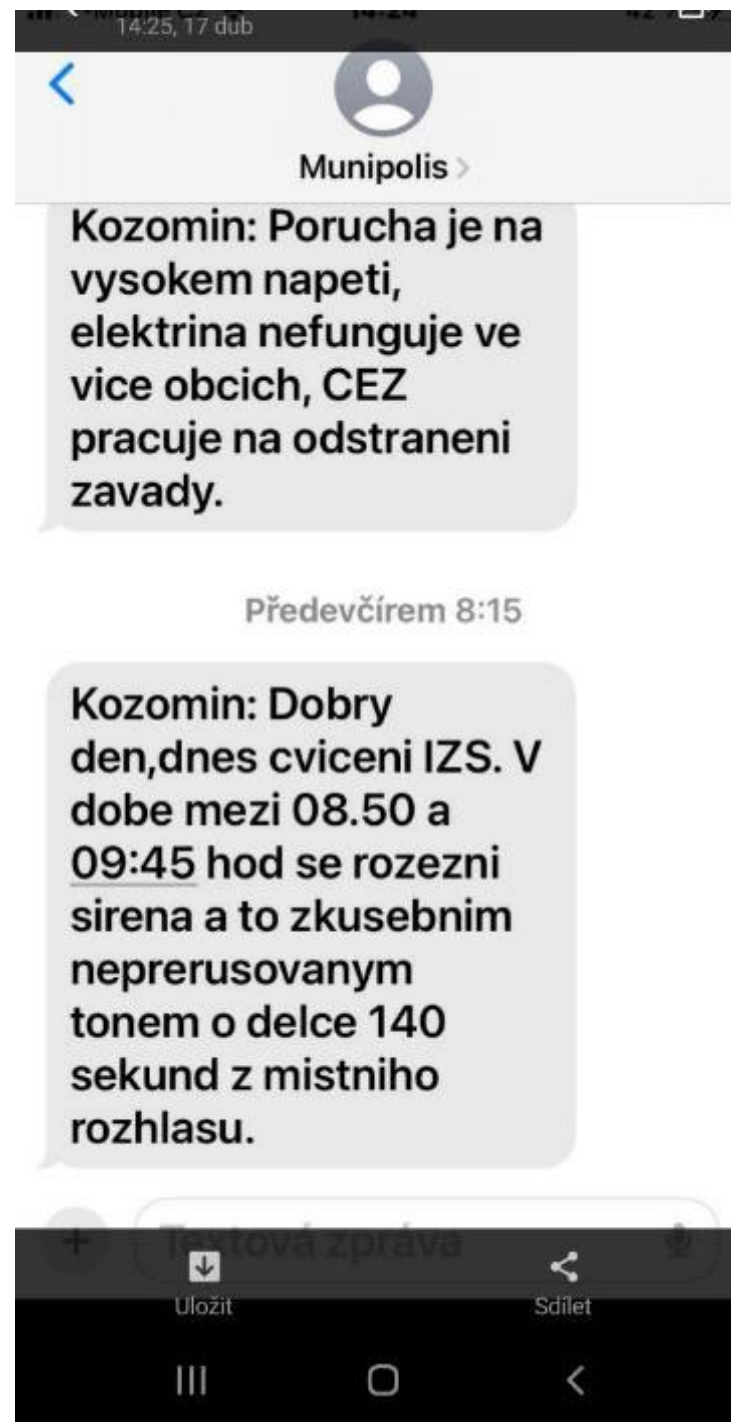 14:25, 17 dub
Munipolis
Kozomin: Porucha je na
vysokem napeti,
elektrina nefunguje ve
vice obcich, CEZ
pracuje na odstraneni
zavady.
Předevčírem 8:15
Kozomin: Dobry
den,dnes cviceni IZS. V
dobe mezi 08.50 a
09:45 hod se rozezni
sirena a to zkusebnim
neprerusovanym
tonem o delce 140
sekund z mistniho
rozhlasu.
Textová zpráva
Uložit
Sdílet